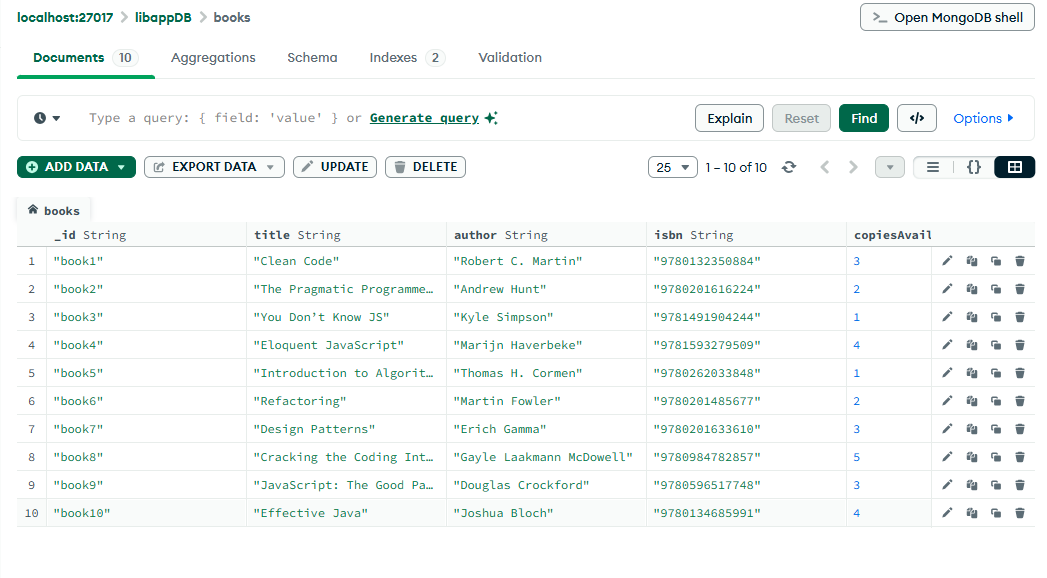 localhost:27017 > libappDB > books
>_ Open MongoDB shell
Documents 10 Aggregations Schema Indexes 2 Validation
Type a query: { field: 'value' } or Generate query
Explain Reset Find </> Options
ADD DATA EXPORT DATA UPDATE DELETE 25 1 – 10 of 10 {}
books
_id String title String author String isbn String copiesAvail
1 "book1" "Clean Code" "Robert C. Martin" "9780132350884" 3
2 "book2" "The Pragmatic Programme… "Andrew Hunt" "9780201616224" 2
3 "book3" "You Don’t Know JS" "Kyle Simpson" "9781491904244" 1
4 "book4" "Eloquent JavaScript" "Marijn Haverbeke" "9781593279509" 4
5 "book5" "Introduction to Algorit… "Thomas H. Cormen" "9780262033848" 1
6 "book6" "Refactoring" "Martin Fowler" "9780201485677" 2
7 "book7" "Design Patterns" "Erich Gamma" "9780201633610" 3
8 "book8" "Cracking the Coding Int… "Gayle Laakmann McDowell" "9780984782857" 5
9 "book9" "JavaScript: The Good Pa… "Douglas Crockford" "9780596517748" 3
10 "book10" "Effective Java" "Joshua Bloch" "9780134685991" 4